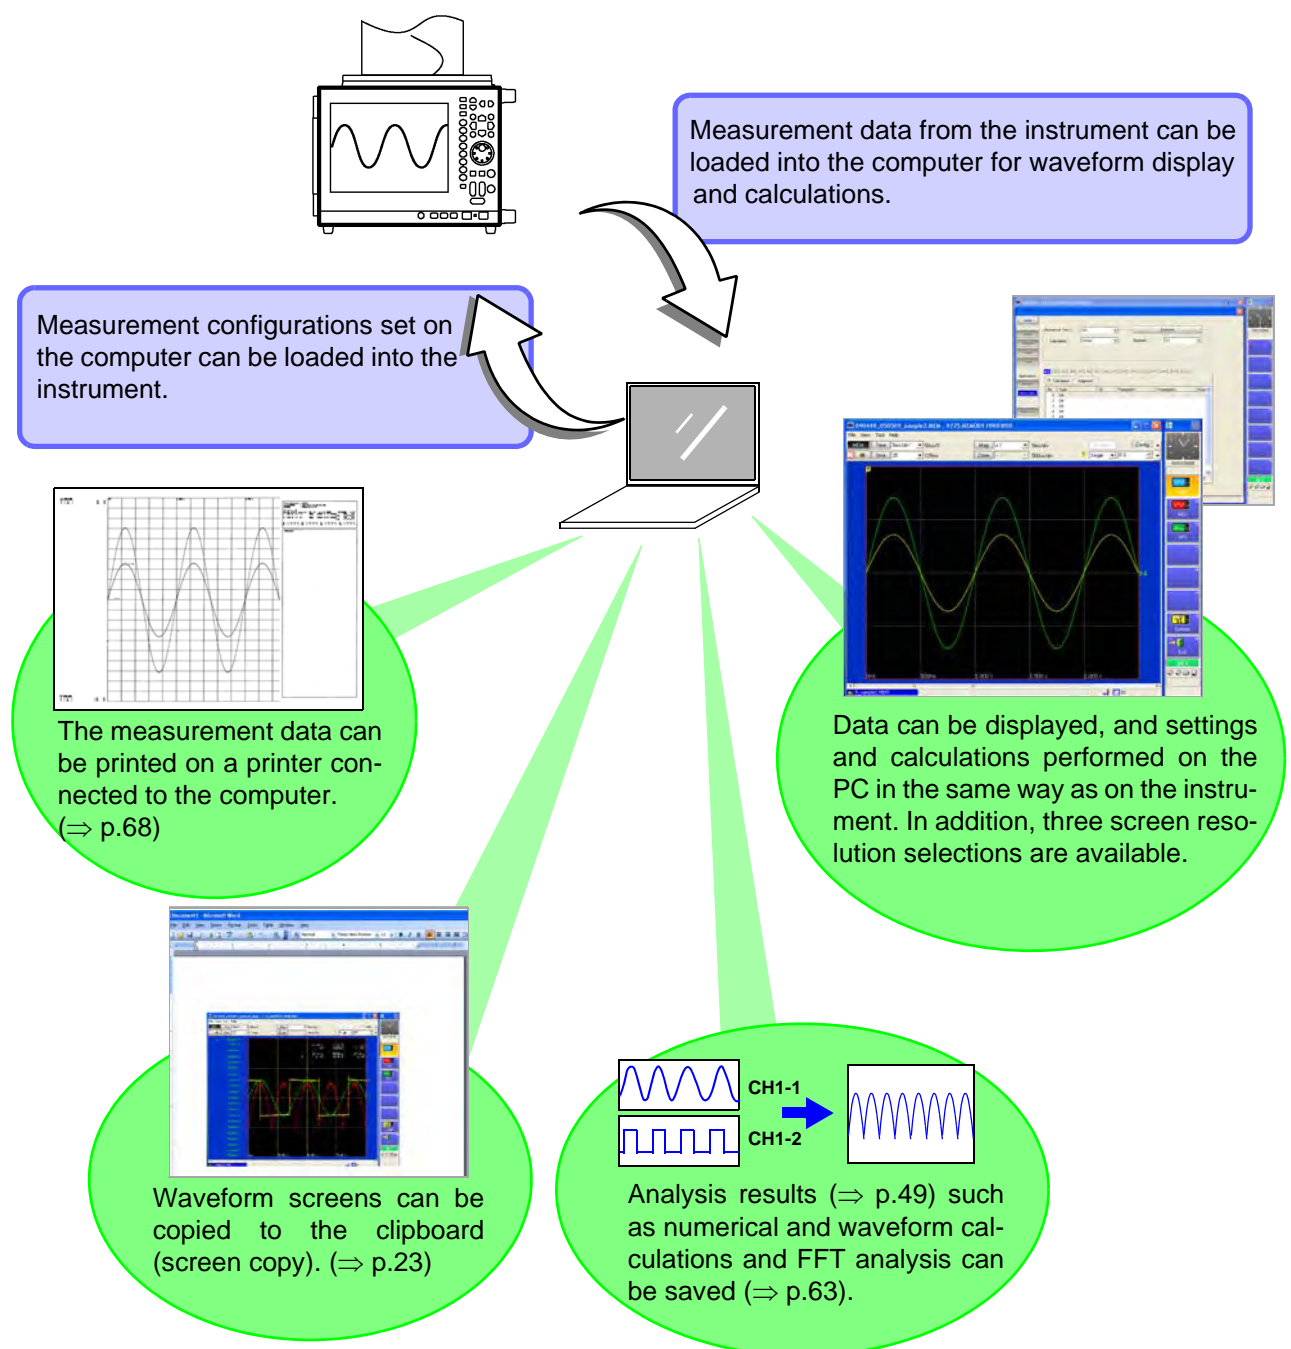 Measurement data from the instrument can be
loaded into the computer for waveform display
and calculations.
Measurement configurations set on
the computer can be loaded into the
instrument.
The measurement data can
be printed on a printer con-
nected to the computer.
(⇒ p.68)
Data can be displayed, and settings
and calculations performed on the
PC in the same way as on the instru-
ment. In addition, three screen reso-
lution selections are available.
Waveform screens can be
copied to the clipboard
(screen copy). (⇒ p.23)
CH1-1
CH1-2
Analysis results (⇒ p.49) such
as numerical and waveform cal-
culations and FFT analysis can
be saved (⇒ p.63).